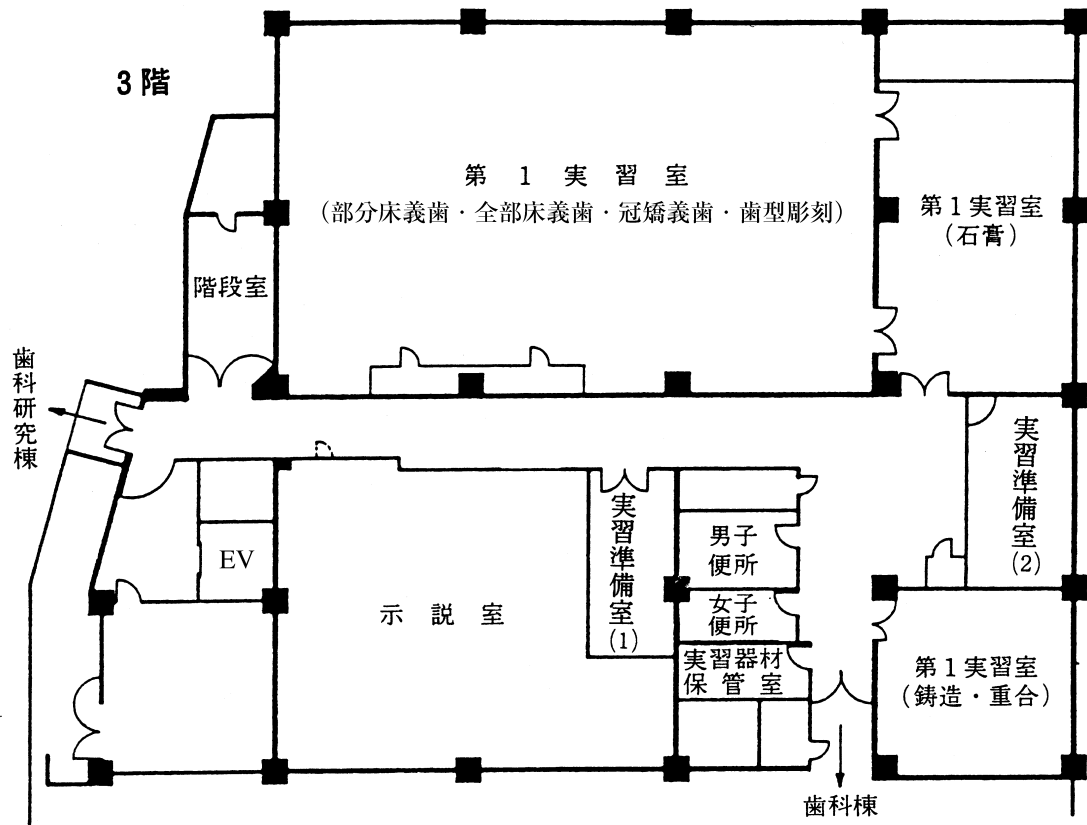 3階
第1実習室
(部分床義歯・全部床義歯・冠矯義歯・歯型彫刻)
第1実習室
(石膏)
階段室
歯科研究棟
実習準備室
(2)
実習準備室
(1)
男子
便所
EV
示説室
女子
便所
実習器材
保管室
第1実習室
(鋳造・重合)
歯科棟